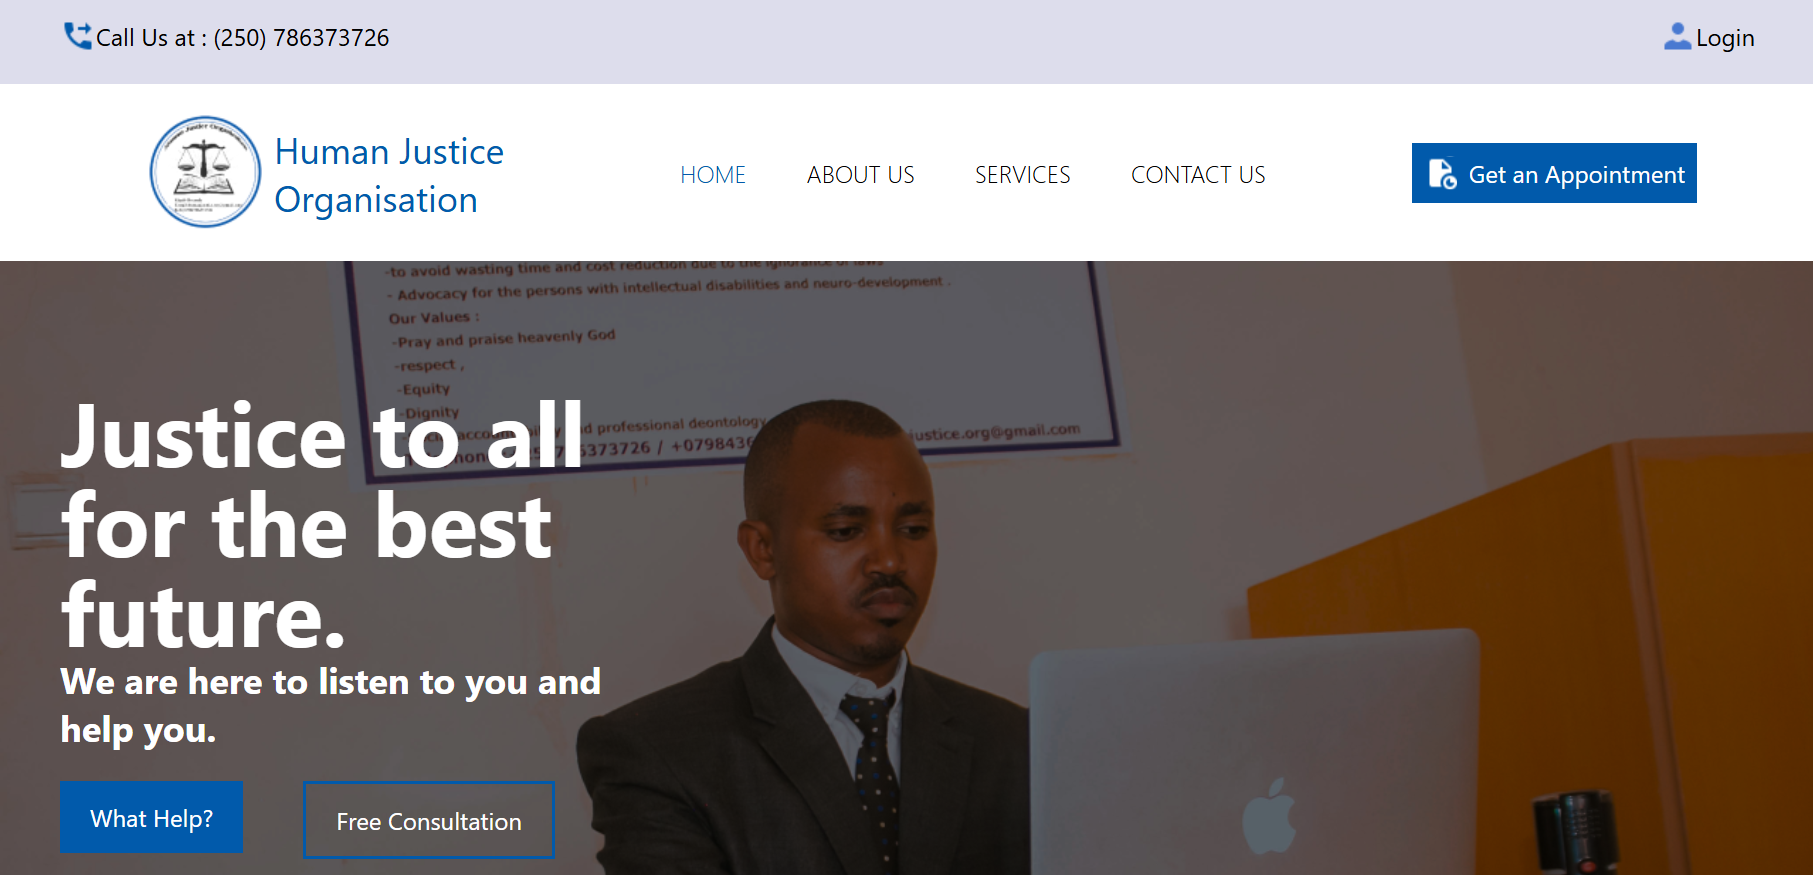 Call Us at : (250) 786373726
Login
Human Justice Organisation
Human Justice
Organisation
HOME
ABOUT US
SERVICES
CONTACT US
Get an Appointment
-to avoid wasting time and cost reduction due to the ignorance of laws
- Advocacy for the persons with intellectual disabilities and neuro-development .
Our Values :
-Pray and praise heavenly God
-respect ,
-Equity
-Dignity
professional deontology
6373726 / +0798436
justice.org@gmail.com
Justice to all
for the best
future.
We are here to listen to you and
help you.
What Help?
Free Consultation